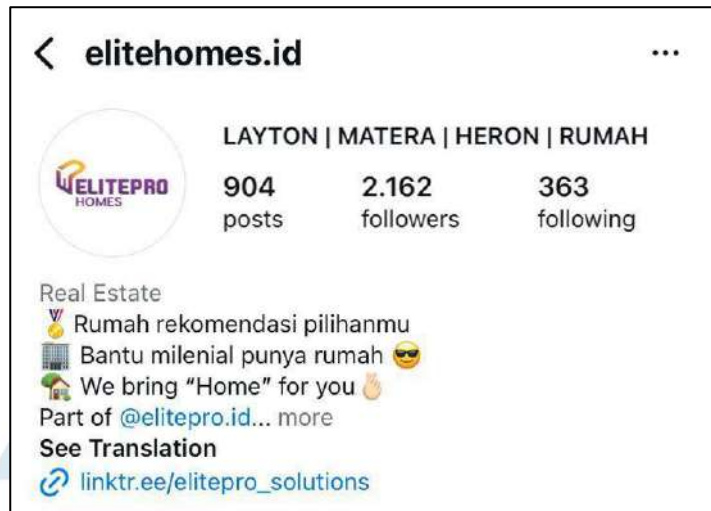 elitehomes.id
ELITEPRO
HOMES
LAYTON | MATERA | HERON | RUMAH
904 2.162 363
posts followers following
Real Estate
🏅 Rumah rekomendasi pilihanmu
🏢 Bantu milenial punya rumah 😎
🏡 We bring “Home” for you🫰🏻
Part of @elitepro.id... more
See Translation
linktr.ee/elitepro_solutions